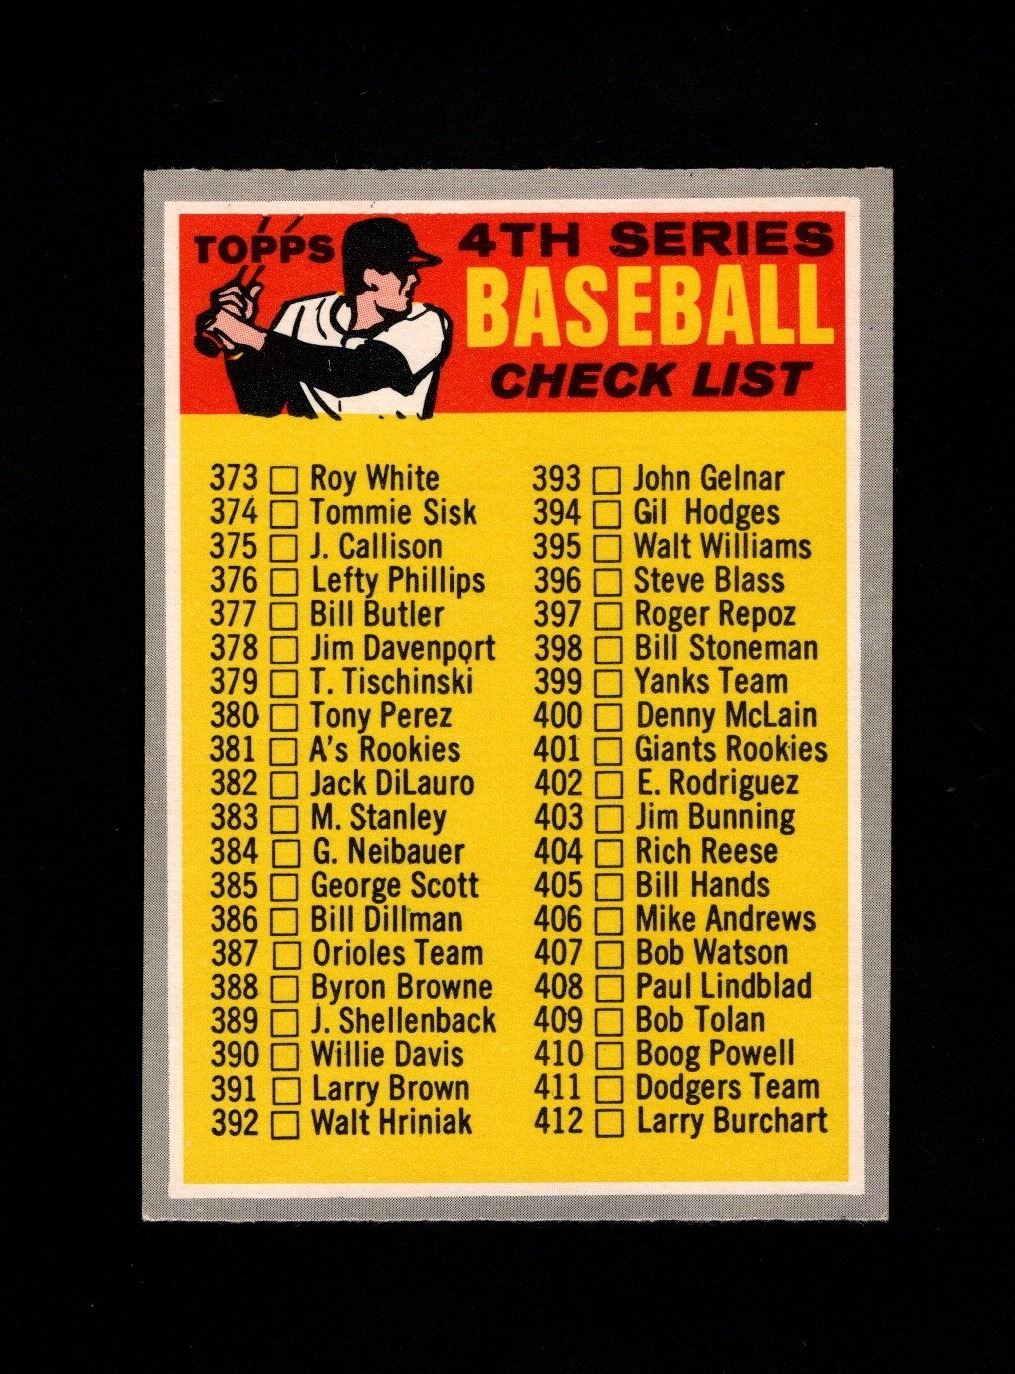 TOPPS
4TH SERIES
BASEBALL
CHECK LIST
373 Roy White
374 Tommie Sisk
375 J. Callison
376 Lefty Phillips
377 Bill Butler
378 Jim Davenport
379 T. Tischinski
380 Tony Perez
381 A's Rookies
382 Jack DiLauro
383 M. Stanley
384 G. Neibauer
385 George Scott
386 Bill Dillman
387 Orioles Team
388 Byron Browne
389 J. Shellenback
390 Willie Davis
391 Larry Brown
392 Walt Hriniak
393 John Gelnar
394 Gil Hodges
395 Walt Williams
396 Steve Blass
397 Roger Repoz
398 Bill Stoneman
399 Yanks Team
400 Denny McLain
401 Giants Rookies
402 E. Rodriguez
403 Jim Bunning
404 Rich Reese
405 Bill Hands
406 Mike Andrews
407 Bob Watson
408 Paul Lindblad
409 Bob Tolan
410 Boog Powell
411 Dodgers Team
412 Larry Burchart